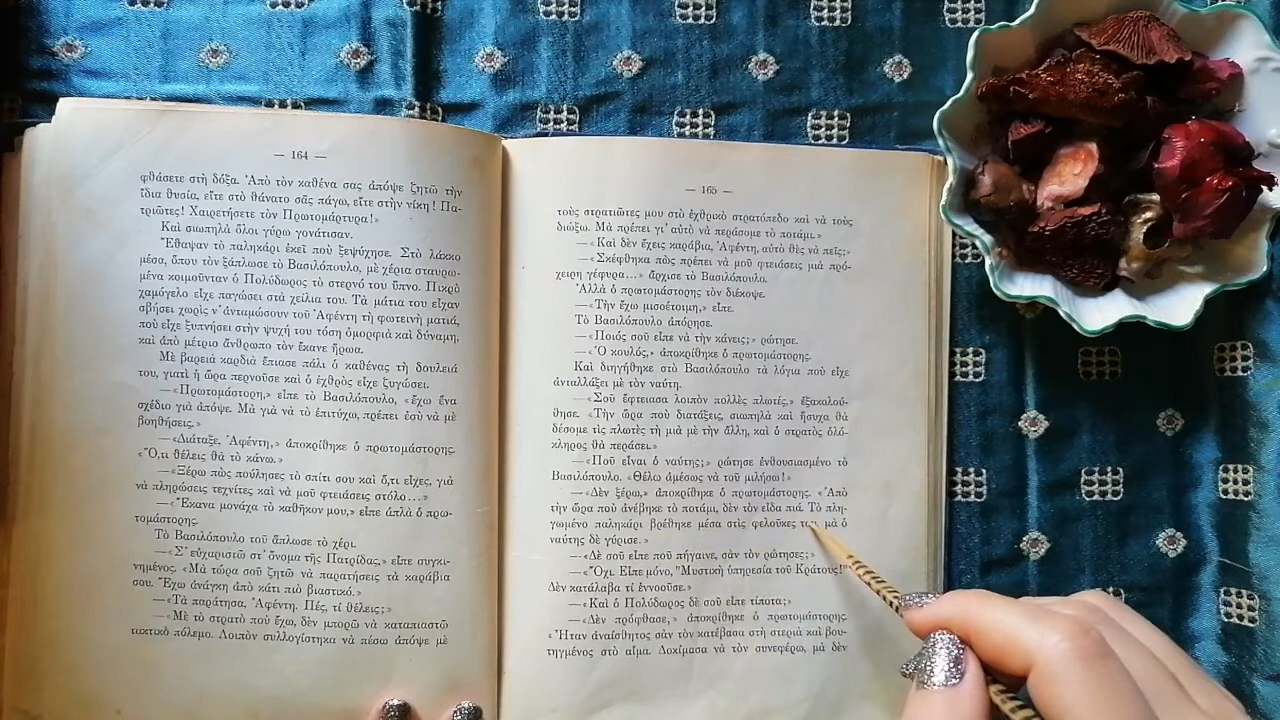 — 164 —
φθάσετε στὴ δόξα. Ἀπὸ τὸν καθένα σας ἀπόψε ζητῶ τὴν
ἴδια θυσία, εἴτε στὸ θάνατο σᾶς πάγω, εἴτε στὴν νίκη! Πα-
τριῶτες! Χαιρετήσετε τὸν Πρωτομάρτυρα!»
Καὶ σιωπηλὰ ὅλοι γύρω γονάτισαν.
Ἔθαψαν τὸ παληκάρι ἐκεῖ ποὺ ξεψύχησε. Στὸ λάκκο
μέσα, ὅπου τὸν ξάπλωσε τὸ Βασιλόπουλο, μὲ χέρια σταυρω-
μένα κοιμοῦνταν ὁ Πολύδωρος τὸ στερνό του ὕπνο. Πικρὸ
χαμόγελο εἶχε παγώσει στὰ χείλια του. Τὰ μάτια του εἶχαν
σβήσει χωρὶς ν' ἀνταμώσουν τοῦ Ἀφέντη τὴ φωτεινὴ ματιά,
ποὺ εἶχε ξυπνήσει στὴν ψυχή του τόση ὀμορφιὰ καὶ δύναμη,
καὶ ἀπὸ μέτριο ἄνθρωπο τὸν ἔκανε ἥρωα.
Μὲ βαρειὰ καρδιὰ ἔπιασε πάλι ὁ καθένας τὴ δουλειά
του, γιατὶ ἡ ὥρα περνοῦσε καὶ ὁ ἐχθρὸς εἶχε ζυγώσει.
—«Πρωτομάστορη,» εἶπε τὸ Βασιλόπουλο, «ἔχω ἕνα
σχέδιο γιὰ ἀπόψε. Μὰ γιὰ νὰ τὸ ἐπιτύχω, πρέπει ἐσὺ νὰ μὲ
βοηθήσεις.»
—«Διάταξε, Ἀφέντη,» ἀποκρίθηκε ὁ πρωτομάστορης.
«Ὅ,τι θέλεις θὰ τὸ κάνω.»
—«Ξέρω πὼς πούλησες τὸ σπίτι σου καὶ ὅ,τι εἶχες, γιὰ
νὰ πληρώσεις τεχνίτες καὶ νὰ μοῦ φτειάσεις στόλο...»
—«Ἔκανα μονάχα τὸ καθῆκον μου,» εἶπε ἁπλὰ ὁ πρω-
τομάστορης.
Τὸ Βασιλόπουλο τοῦ ἅπλωσε τὸ χέρι.
—«Σ' εὐχαριστῶ στ' ὄνομα τῆς Πατρίδας,» εἶπε συγκι-
νημένος. «Μὰ τώρα σοῦ ζητῶ νὰ παρατήσεις τὰ καράβια
σου. Ἔχω ἀνάγκη ἀπὸ κάτι πιὸ βιαστικό.»
—«Τὰ παράτησα, Ἀφέντη. Πές, τί θέλεις;»
—«Μὲ τὸ στρατὸ ποὺ ἔχω, δὲν μπορῶ νὰ καταπιαστῶ
τακτικὸ πόλεμο. Λοιπὸν συλλογίστηκα νὰ πέσω ἀπόψε μὲ
— 165 —
τοὺς στρατιῶτες μου στὸ ἐχθρικὸ στρατόπεδο καὶ νὰ τοὺς
διώξω. Μὰ πρέπει γι' αὐτὸ νὰ περάσομε τὸ ποτάμι.»
—«Καὶ δὲν ἔχεις καράβια, Ἀφέντη, αὐτὸ θὲς νὰ πεῖς;»
—«Σκέφθηκα πὼς πρέπει νὰ μοῦ φτειάσεις μιὰ πρό-
χειρη γέφυρα...» ἄρχισε τὸ Βασιλόπουλο.
Ἀλλὰ ὁ πρωτομάστορης τὸν διέκοψε.
—«Τὴν ἔχω μισοέτοιμη,» εἶπε.
Τὸ Βασιλόπουλο ἀπόρησε.
—«Ποιός σοῦ εἶπε νὰ τὴν κάνεις;» ρώτησε.
—«Ὁ κουλός,» ἀποκρίθηκε ὁ πρωτομάστορης.
Καὶ διηγήθηκε στὸ Βασιλόπουλο τὰ λόγια ποὺ εἶχε
ἀνταλλάξει μὲ τὸν ναύτη.
—«Σοῦ ἔφτειασα λοιπὸν πολλὲς πλωτές,» ἐξακολού-
θησε. «Τὴν ὥρα ποὺ διατάξεις, σιωπηλὰ καὶ ἥσυχα θὰ
δέσομε τὶς πλωτὲς τὴ μιὰ μὲ τὴν ἄλλη, καὶ ὁ στρατὸς ὁλό-
κληρος θὰ περάσει.»
—«Ποῦ εἶναι ὁ ναύτης;» ρώτησε ἐνθουσιασμένο τὸ
Βασιλόπουλο. «Θέλω ἀμέσως νὰ τοῦ μιλήσω!»
—«Δὲν ξέρω,» ἀποκρίθηκε ὁ πρωτομάστορης. «Ἀπὸ
τὴν ὥρα ποὺ ἀνέβηκε τὸ ποτάμι, δὲν τὸν εἶδα πιά. Τὸ πλη-
γωμένο παληκάρι βρέθηκε μέσα στὶς φελοῦκες μὰ ὁ
ναύτης δὲ γύρισε.»
—«Δὲ σοῦ εἶπε ποῦ πήγαινε, σὰν τὸν ρώτησες;»
—«Ὄχι. Εἶπε μόνο, "Μυστικὴ ὑπηρεσία τοῦ Κράτους!"
Δὲν κατάλαβα τί ἐννοοῦσε.»
—«Καὶ ὁ Πολύδωρος δὲ σοῦ εἶπε τίποτα;»
—«Δὲν πρόφθασε,» ἀποκρίθηκε ὁ πρωτομάστορης.
«Ἦταν ἀναίσθητος σὰν τὸν κατέβασα στὴ στεριὰ καὶ βου-
τηγμένος στὸ αἷμα. Δοκίμασα νὰ τὸν συνεφέρω, μὰ δὲν